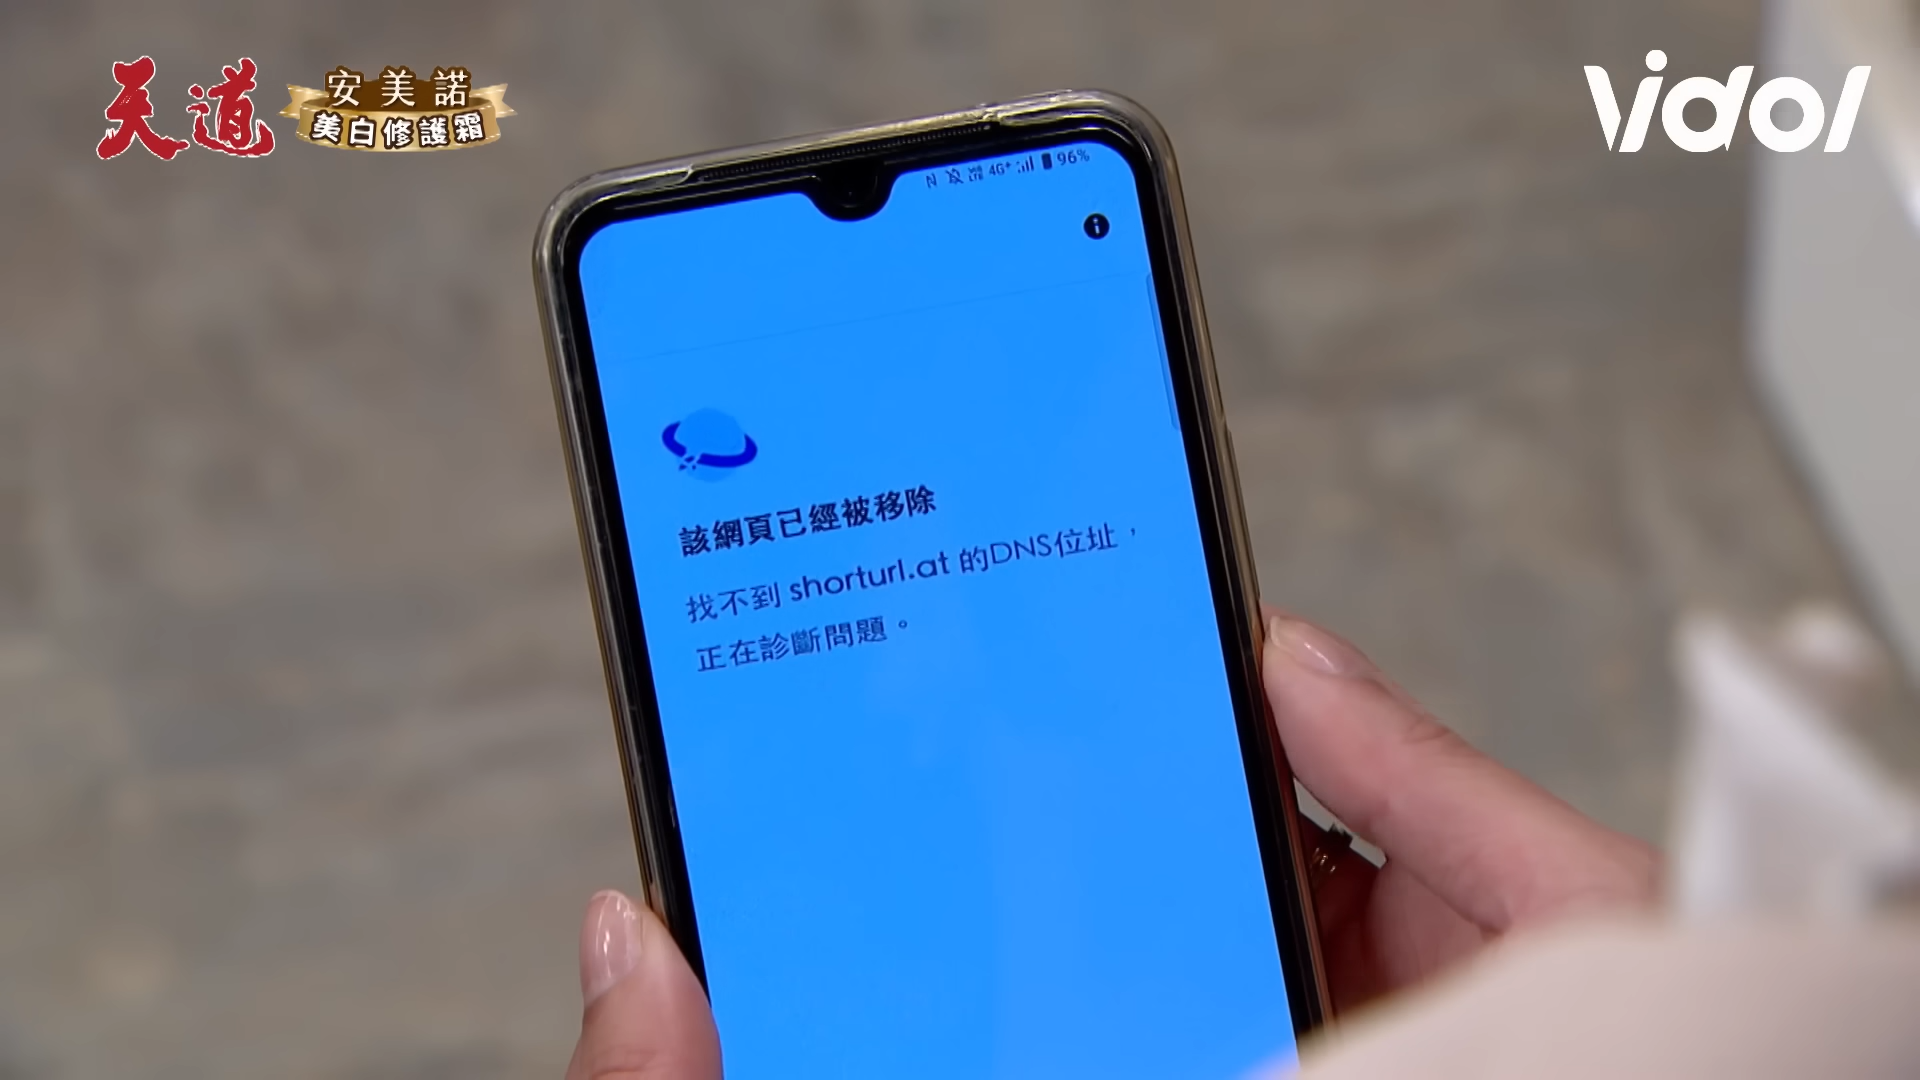 天道
安美諾
美白修護霜
Vidol
4G+ 96%
該網頁已經被移除
找不到 shorturl.at 的DNS位址，
正在診斷問題。